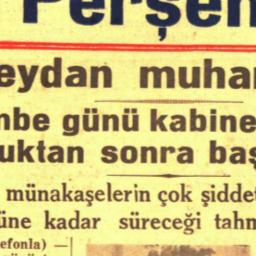 Perşen
eydan muhar
nbe günü kabine
uktan sonra baş
münakaşelerin çok şiddet
üne kadar süreceği tahm
efonla) —